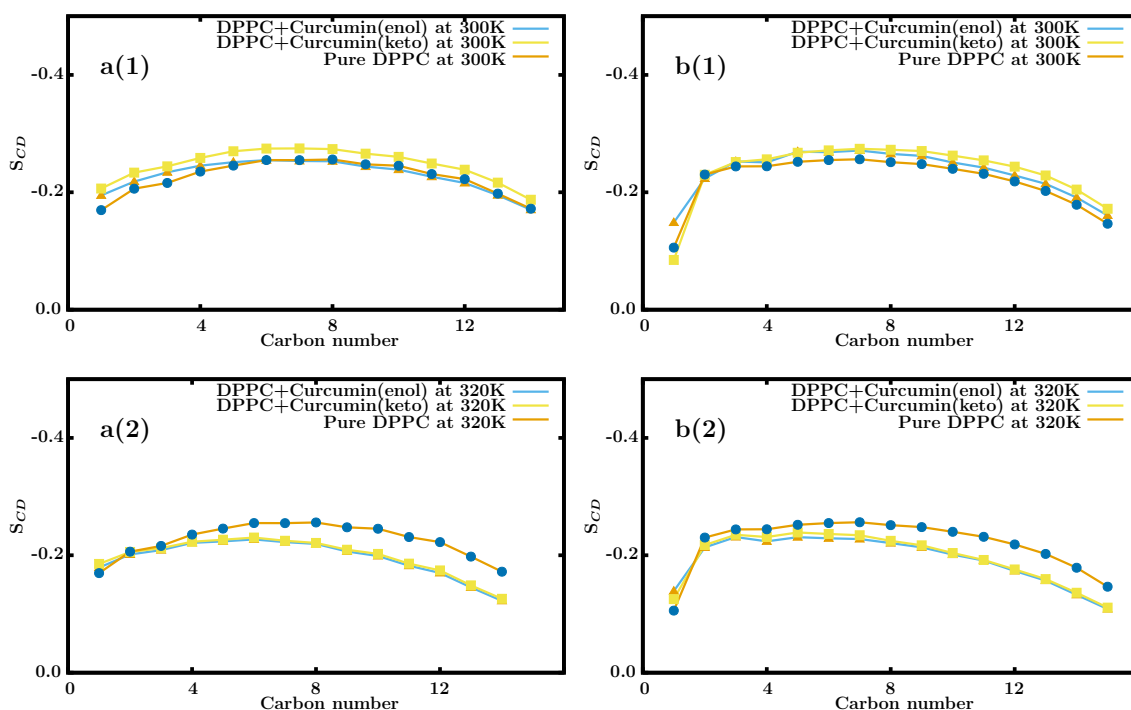 DPPC+Curcumin(enol) at 300K
DPPC+Curcumin(keto) at 300K
Pure DPPC at 300K
a(1)
-0.4
-0.2
0.0
S_CD
0 4 8 12
Carbon number
DPPC+Curcumin(enol) at 300K
DPPC+Curcumin(keto) at 300K
Pure DPPC at 300K
b(1)
-0.4
-0.2
0.0
S_CD
0 4 8 12
Carbon number
DPPC+Curcumin(enol) at 320K
DPPC+Curcumin(keto) at 320K
Pure DPPC at 320K
a(2)
-0.4
-0.2
0.0
S_CD
0 4 8 12
Carbon number
DPPC+Curcumin(enol) at 320K
DPPC+Curcumin(keto) at 320K
Pure DPPC at 320K
b(2)
-0.4
-0.2
0.0
S_CD
0 4 8 12
Carbon number